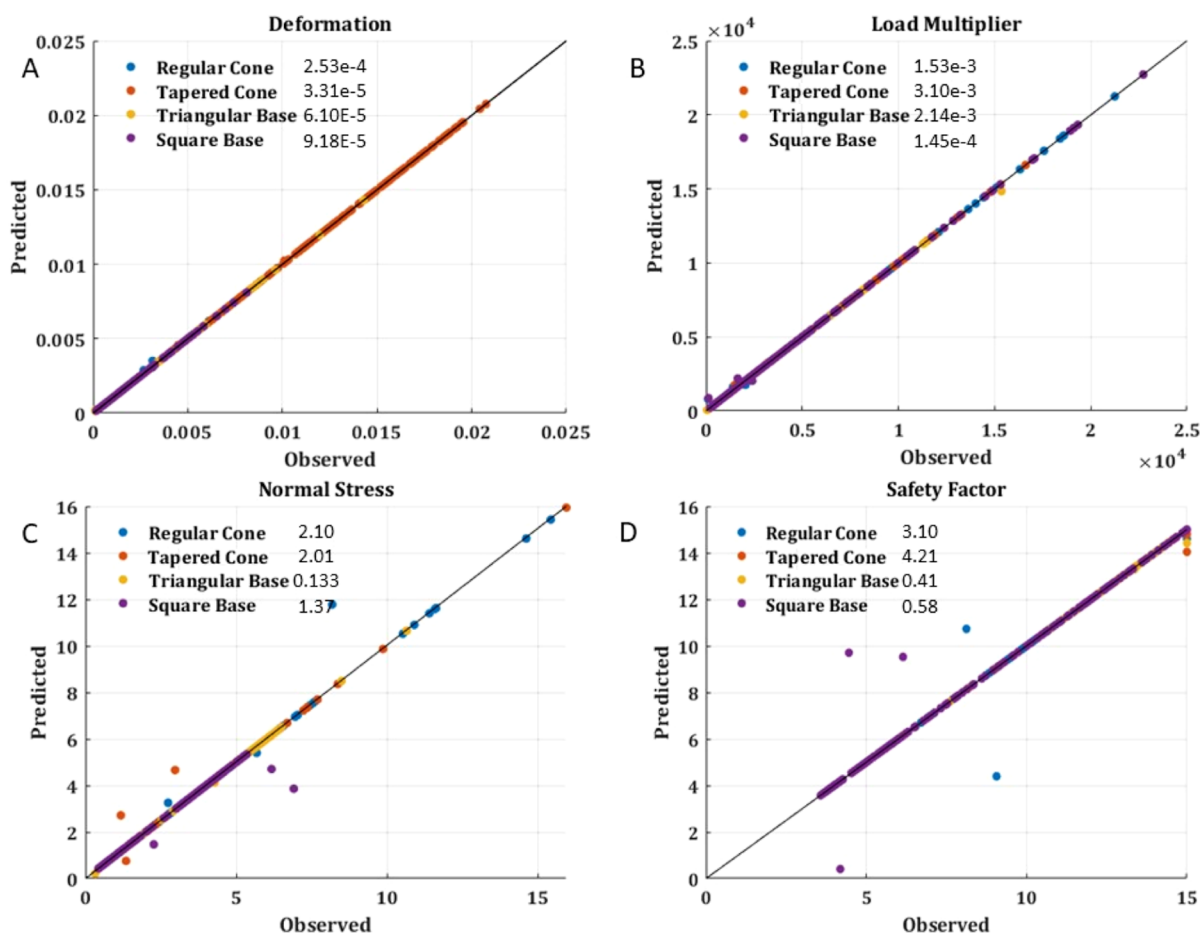 Deformation
A
0.025
0.02
0.015
0.01
0.005
0
Predicted
Regular Cone 2.53e-4
Tapered Cone 3.31e-5
Triangular Base 6.10E-5
Square Base 9.18E-5
0 0.005 0.01 0.015 0.02 0.025
Observed
Load Multiplier
B
×10⁴
2.5
2
1.5
1
0.5
0
Predicted
Regular Cone 1.53e-3
Tapered Cone 3.10e-3
Triangular Base 2.14e-3
Square Base 1.45e-4
0 0.5 1 1.5 2 2.5
Observed
×10⁴
Normal Stress
C
16
14
12
10
8
6
4
2
0
Predicted
Regular Cone 2.10
Tapered Cone 2.01
Triangular Base 0.133
Square Base 1.37
0 5 10 15
Observed
Safety Factor
D
16
14
12
10
8
6
4
2
0
Predicted
Regular Cone 3.10
Tapered Cone 4.21
Triangular Base 0.41
Square Base 0.58
0 5 10 15
Observed